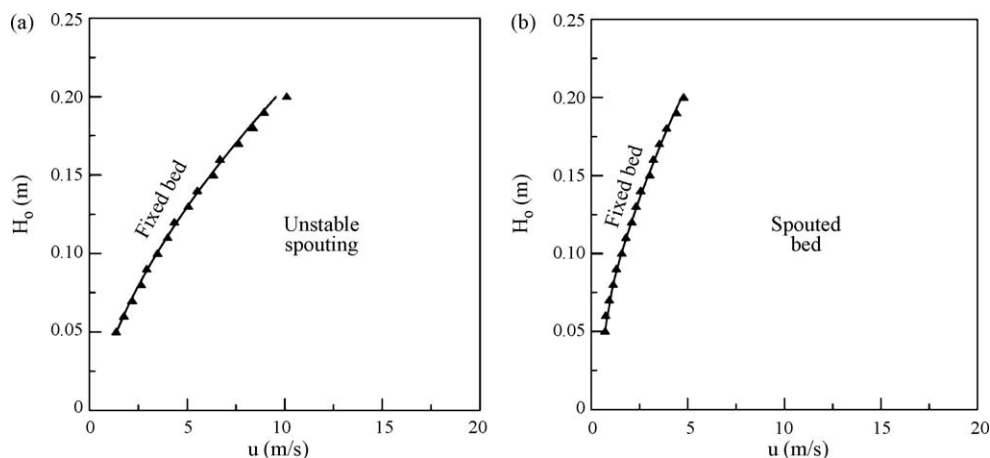 (a)
0.25
0.20
0.15
0.10
0.05
0
H₀ (m)
Fixed bed
Unstable
spouting
0 5 10 15 20
u (m/s)
(b)
0.25
0.20
0.15
0.10
0.05
0
H₀ (m)
Fixed bed
Spouted
bed
0 5 10 15 20
u (m/s)